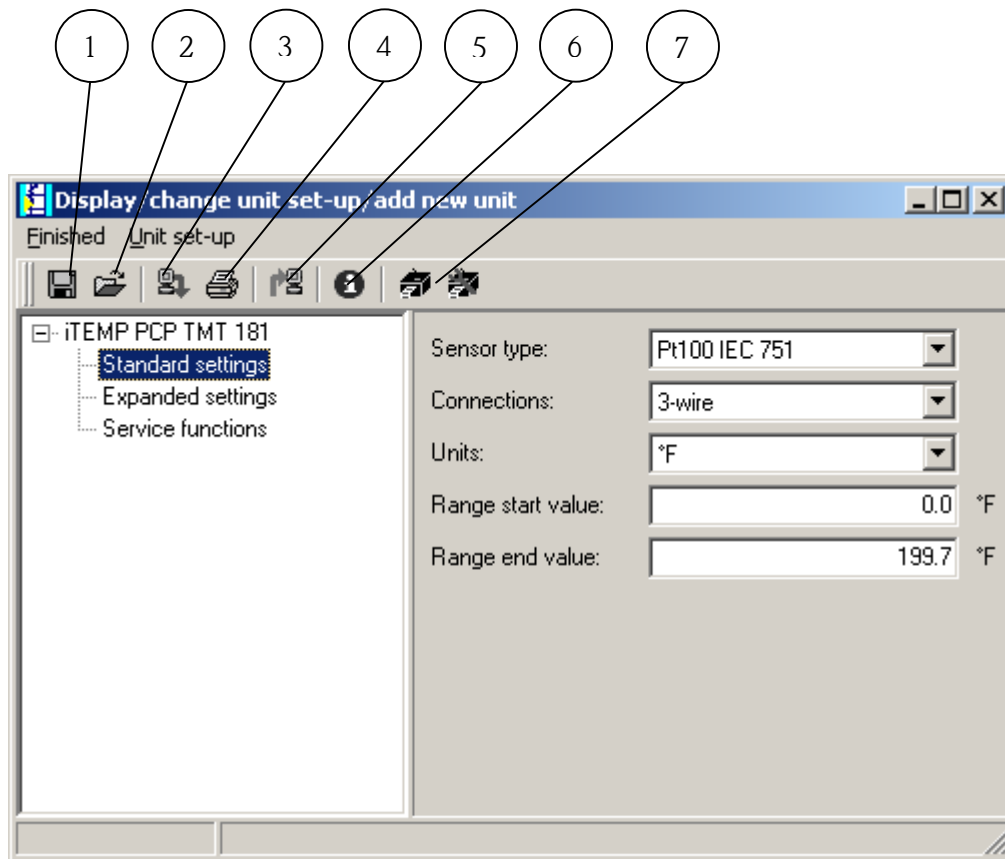 1 2 3 4 5 6 7
Display/change unit set-up/add new unit
Finished Unit set-up
iTEMP PCP TMT 181
Standard settings
Expanded settings
Service functions
Sensor type: Pt100 IEC 751
Connections: 3-wire
Units: °F
Range start value: 0.0 °F
Range end value: 199.7 °F